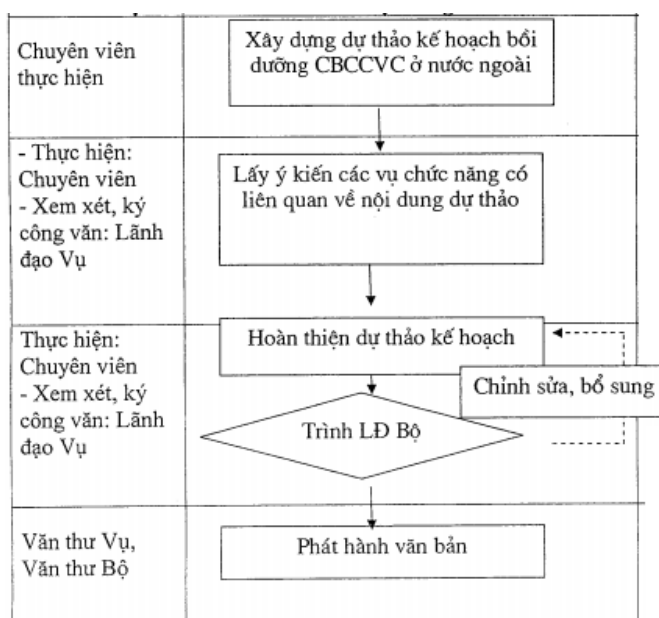 Chuyên viên
thực hiện
Xây dựng dự thảo kế hoạch bồi
dưỡng CBCCVC ở nước ngoài
- Thực hiện:
Chuyên viên
- Xem xét, ký
công văn: Lãnh
đạo Vụ
Lấy ý kiến các vụ chức năng có
liên quan về nội dung dự thảo
Thực hiện:
Chuyên viên
- Xem xét, ký
công văn: Lãnh
đạo Vụ
Hoàn thiện dự thảo kế hoạch
Chỉnh sửa, bổ sung
Trình LĐ Bộ
Văn thư Vụ,
Văn thư Bộ
Phát hành văn bản